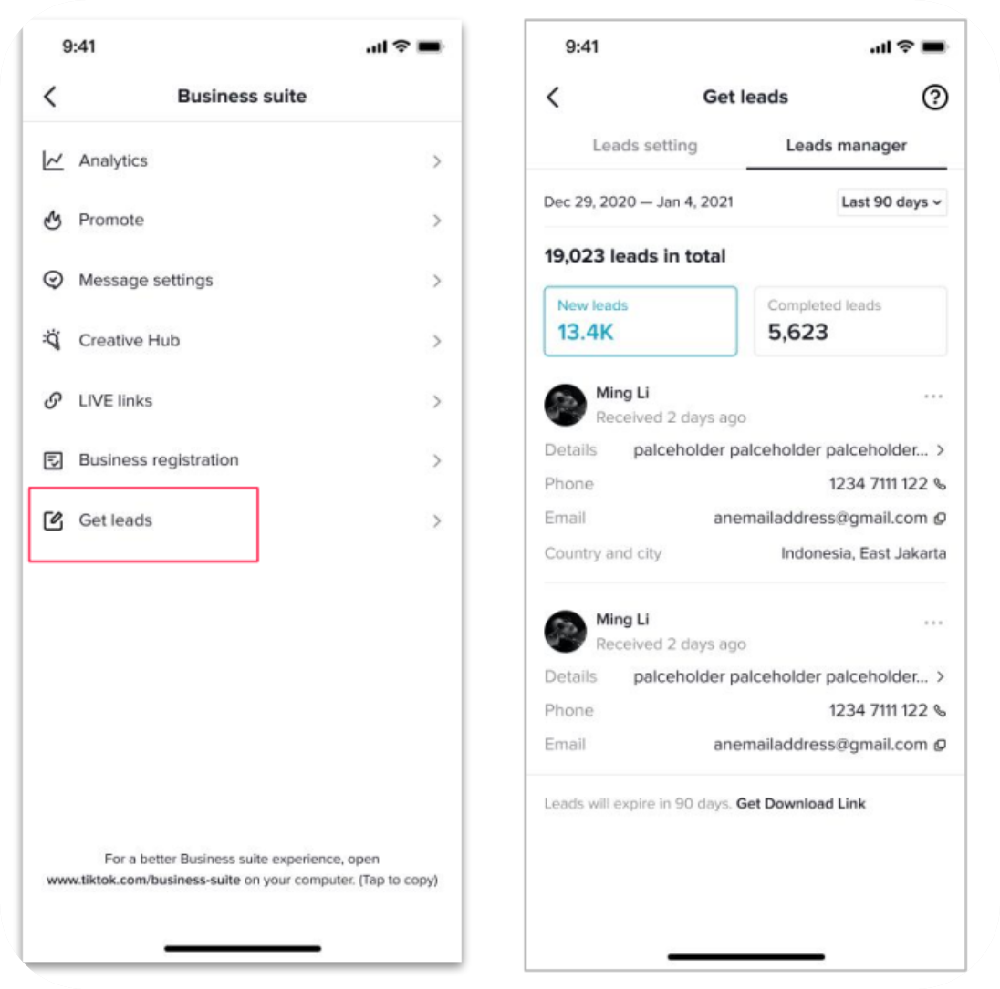 9:41
Business suite
Analytics
Promote
Message settings
Creative Hub
LIVE links
Business registration
Get leads
For a better Business suite experience, open
www.tiktok.com/business-suite on your computer. (Tap to copy)
9:41
Get leads
Leads setting Leads manager
Dec 29, 2020 — Jan 4, 2021 Last 90 days
19,023 leads in total
New leads Completed leads
13.4K 5,623
Ming Li
Received 2 days ago
Details palceholder palceholder palceholder...
Phone 1234 7111 122
Email anemailaddress@gmail.com
Country and city Indonesia, East Jakarta
Ming Li
Received 2 days ago
Details palceholder palceholder palceholder...
Phone 1234 7111 122
Email anemailaddress@gmail.com
Leads will expire in 90 days. Get Download Link